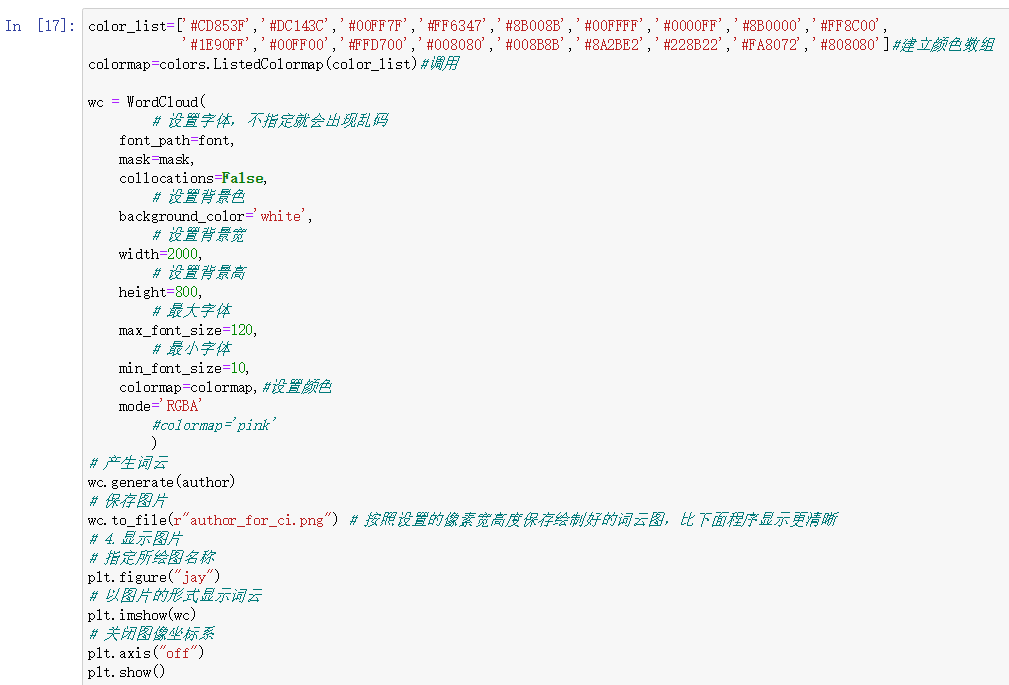 In [17]: color_list=['#CD853F','#DC143C','#00FF7F','#FF6347','#8B008B','#00FFFF','#0000FF','#8B0000','#FF8C00',
'#1E90FF','#00FF00','#FFD700','#008080','#008B8B','#8A2BE2','#228B22','#FA8072','#808080']#建立颜色数组
colormap=colors.ListedColormap(color_list)#调用
wc = WordCloud(
# 设置字体，不指定就会出现乱码
font_path=font,
mask=mask,
collocations=False,
# 设置背景色
background_color='white',
# 设置背景宽
width=2000,
# 设置背景高
height=800,
# 最大字体
max_font_size=120,
# 最小字体
min_font_size=10,
colormap=colormap,#设置颜色
mode='RGBA'
#colormap='pink'
)
# 产生词云
wc.generate(author)
# 保存图片
wc.to_file(r"author_for_ci.png") # 按照设置的像素宽高度保存绘制好的词云图，比下面程序显示更清晰
# 4.显示图片
# 指定所绘图名称
plt.figure("jay")
# 以图片的形式显示词云
plt.imshow(wc)
# 关闭图像坐标系
plt.axis("off")
plt.show()